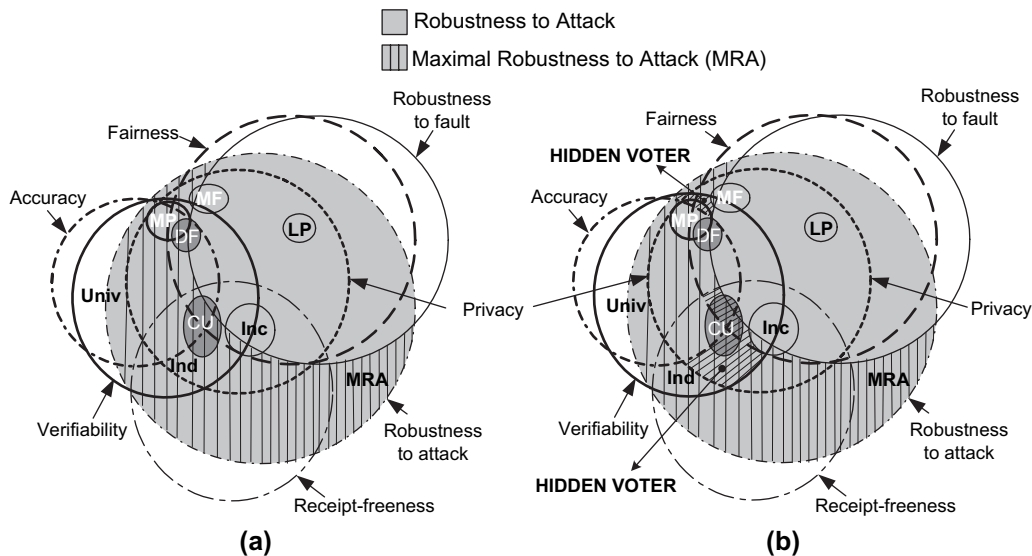 Robustness to Attack
Maximal Robustness to Attack (MRA)
Robustness
to fault
Fairness
Accuracy
MF
MP
DF
LP
Univ
Privacy
CU
Inc
Ind
MRA
Verifiability
Robustness
to attack
Receipt-freeness
(a)
Robustness
to fault
Fairness
HIDDEN VOTER
Accuracy
MF
MP
DF
LP
Univ
Privacy
CU
Inc
Ind
MRA
Verifiability
Robustness
to attack
HIDDEN VOTER
Receipt-freeness
(b)